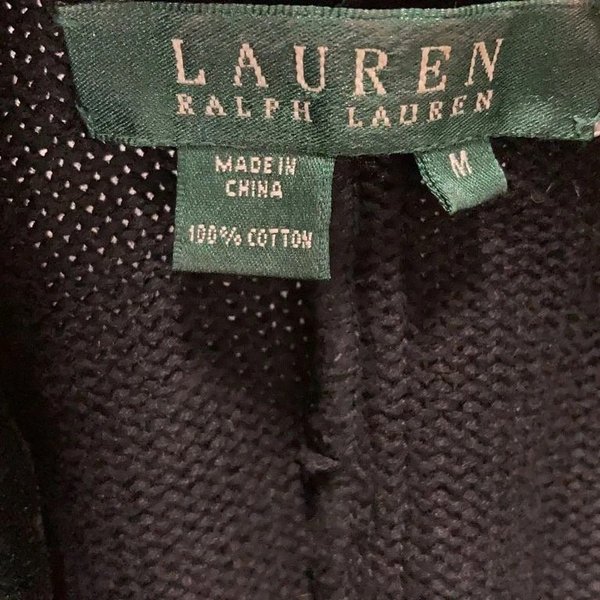 LAUREN
RALPH LAUREN
MADE IN
CHINA
100% COTTON
M